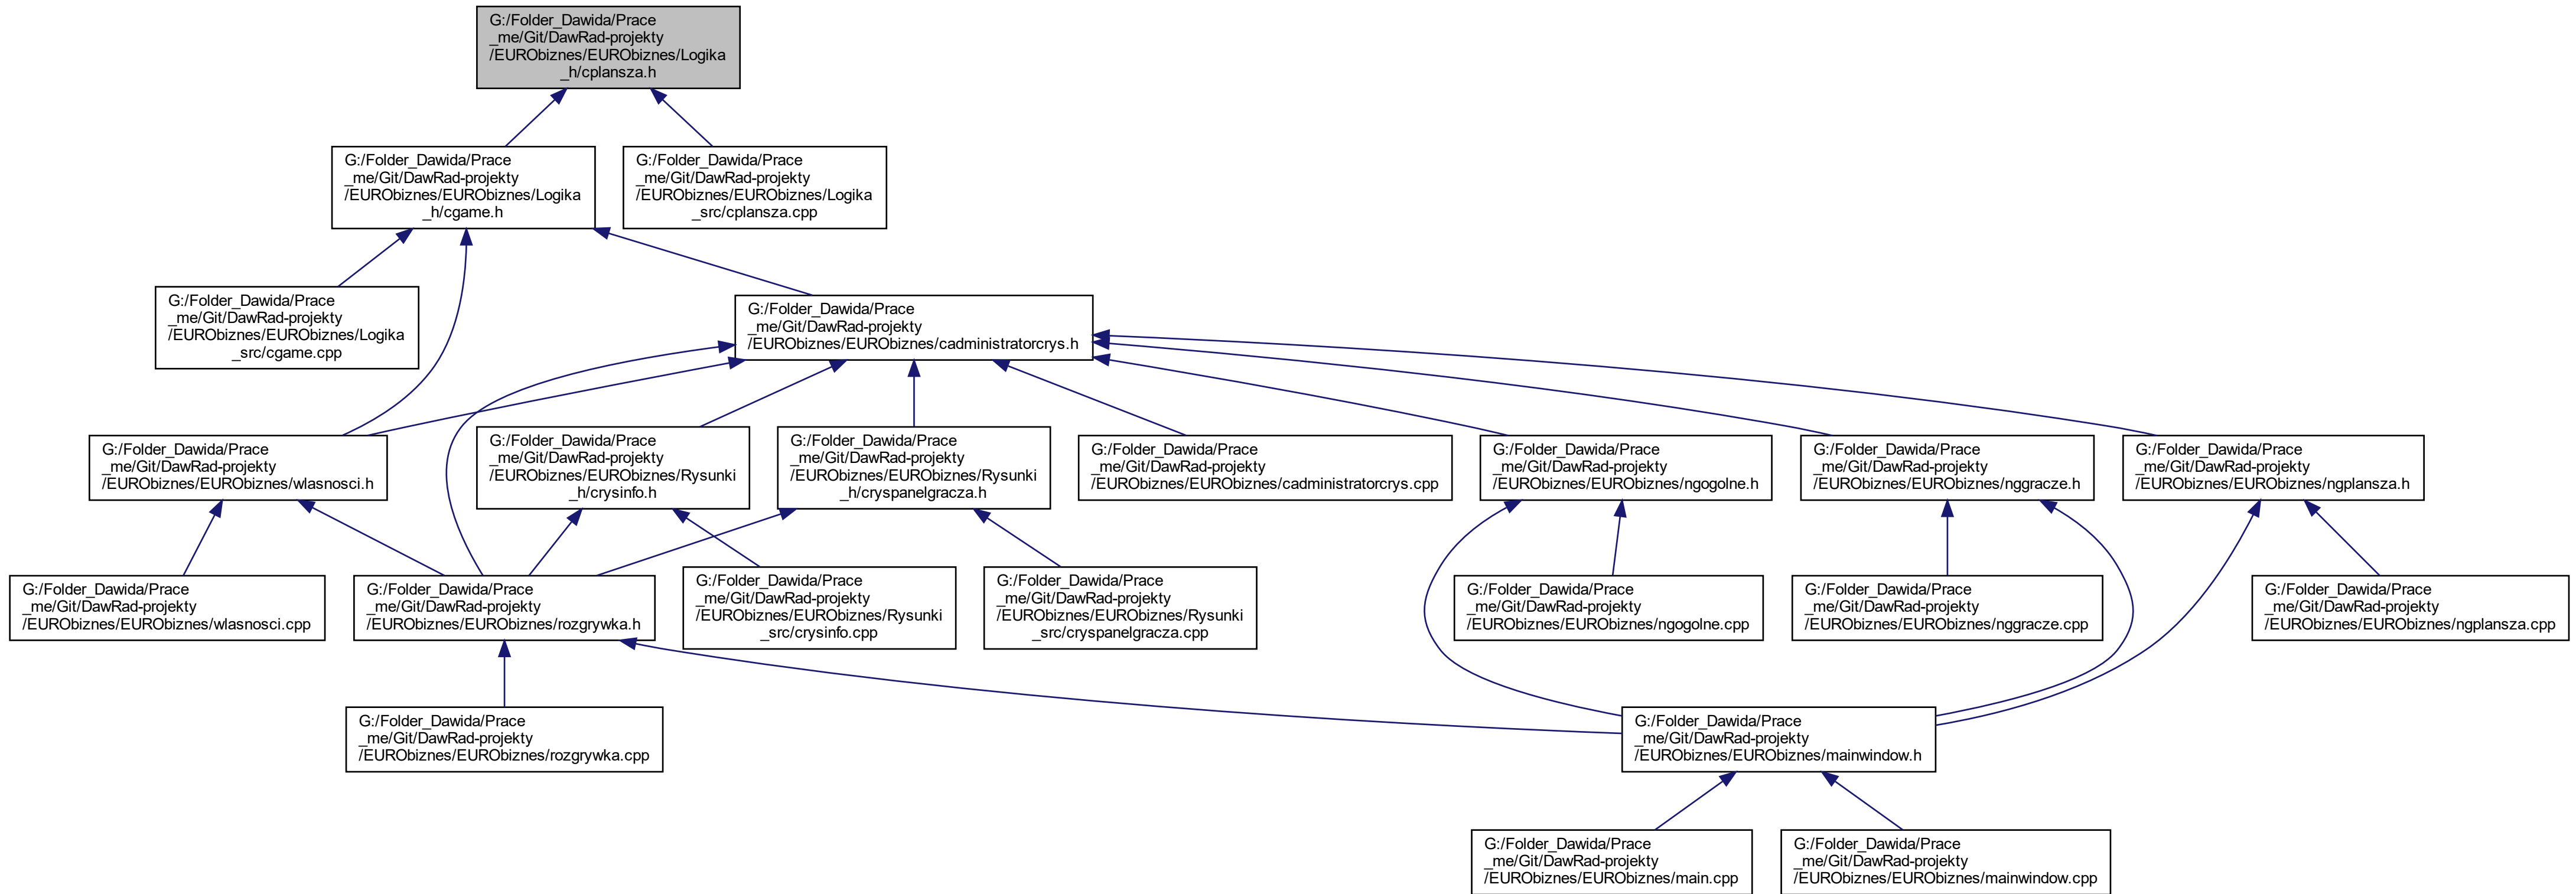 G:/Folder_Dawida/Prace
_me/Git/DawRad-projekty
/EURObiznes/EURObiznes/Logika
_h/cplansza.h
G:/Folder_Dawida/Prace
_me/Git/DawRad-projekty
/EURObiznes/EURObiznes/Logika
_h/cgame.h
G:/Folder_Dawida/Prace
_me/Git/DawRad-projekty
/EURObiznes/EURObiznes/Logika
_src/cplansza.cpp
G:/Folder_Dawida/Prace
_me/Git/DawRad-projekty
/EURObiznes/EURObiznes/Logika
_src/cgame.cpp
G:/Folder_Dawida/Prace
_me/Git/DawRad-projekty
/EURObiznes/EURObiznes/cadministratorcrys.h
G:/Folder_Dawida/Prace
_me/Git/DawRad-projekty
/EURObiznes/EURObiznes/wlasnosci.h
G:/Folder_Dawida/Prace
_me/Git/DawRad-projekty
/EURObiznes/EURObiznes/Rysunki
_h/crysinfo.h
G:/Folder_Dawida/Prace
_me/Git/DawRad-projekty
/EURObiznes/EURObiznes/Rysunki
_h/cryspanelgracza.h
G:/Folder_Dawida/Prace
_me/Git/DawRad-projekty
/EURObiznes/EURObiznes/cadministratorcrys.cpp
G:/Folder_Dawida/Prace
_me/Git/DawRad-projekty
/EURObiznes/EURObiznes/ngogolne.h
G:/Folder_Dawida/Prace
_me/Git/DawRad-projekty
/EURObiznes/EURObiznes/nggracze.h
G:/Folder_Dawida/Prace
_me/Git/DawRad-projekty
/EURObiznes/EURObiznes/ngplansza.h
G:/Folder_Dawida/Prace
_me/Git/DawRad-projekty
/EURObiznes/EURObiznes/wlasnosci.cpp
G:/Folder_Dawida/Prace
_me/Git/DawRad-projekty
/EURObiznes/EURObiznes/rozgrywka.h
G:/Folder_Dawida/Prace
_me/Git/DawRad-projekty
/EURObiznes/EURObiznes/Rysunki
_src/crysinfo.cpp
G:/Folder_Dawida/Prace
_me/Git/DawRad-projekty
/EURObiznes/EURObiznes/Rysunki
_src/cryspanelgracza.cpp
G:/Folder_Dawida/Prace
_me/Git/DawRad-projekty
/EURObiznes/EURObiznes/ngogolne.cpp
G:/Folder_Dawida/Prace
_me/Git/DawRad-projekty
/EURObiznes/EURObiznes/nggracze.cpp
G:/Folder_Dawida/Prace
_me/Git/DawRad-projekty
/EURObiznes/EURObiznes/ngplansza.cpp
G:/Folder_Dawida/Prace
_me/Git/DawRad-projekty
/EURObiznes/EURObiznes/rozgrywka.cpp
G:/Folder_Dawida/Prace
_me/Git/DawRad-projekty
/EURObiznes/EURObiznes/mainwindow.h
G:/Folder_Dawida/Prace
_me/Git/DawRad-projekty
/EURObiznes/EURObiznes/main.cpp
G:/Folder_Dawida/Prace
_me/Git/DawRad-projekty
/EURObiznes/EURObiznes/mainwindow.cpp